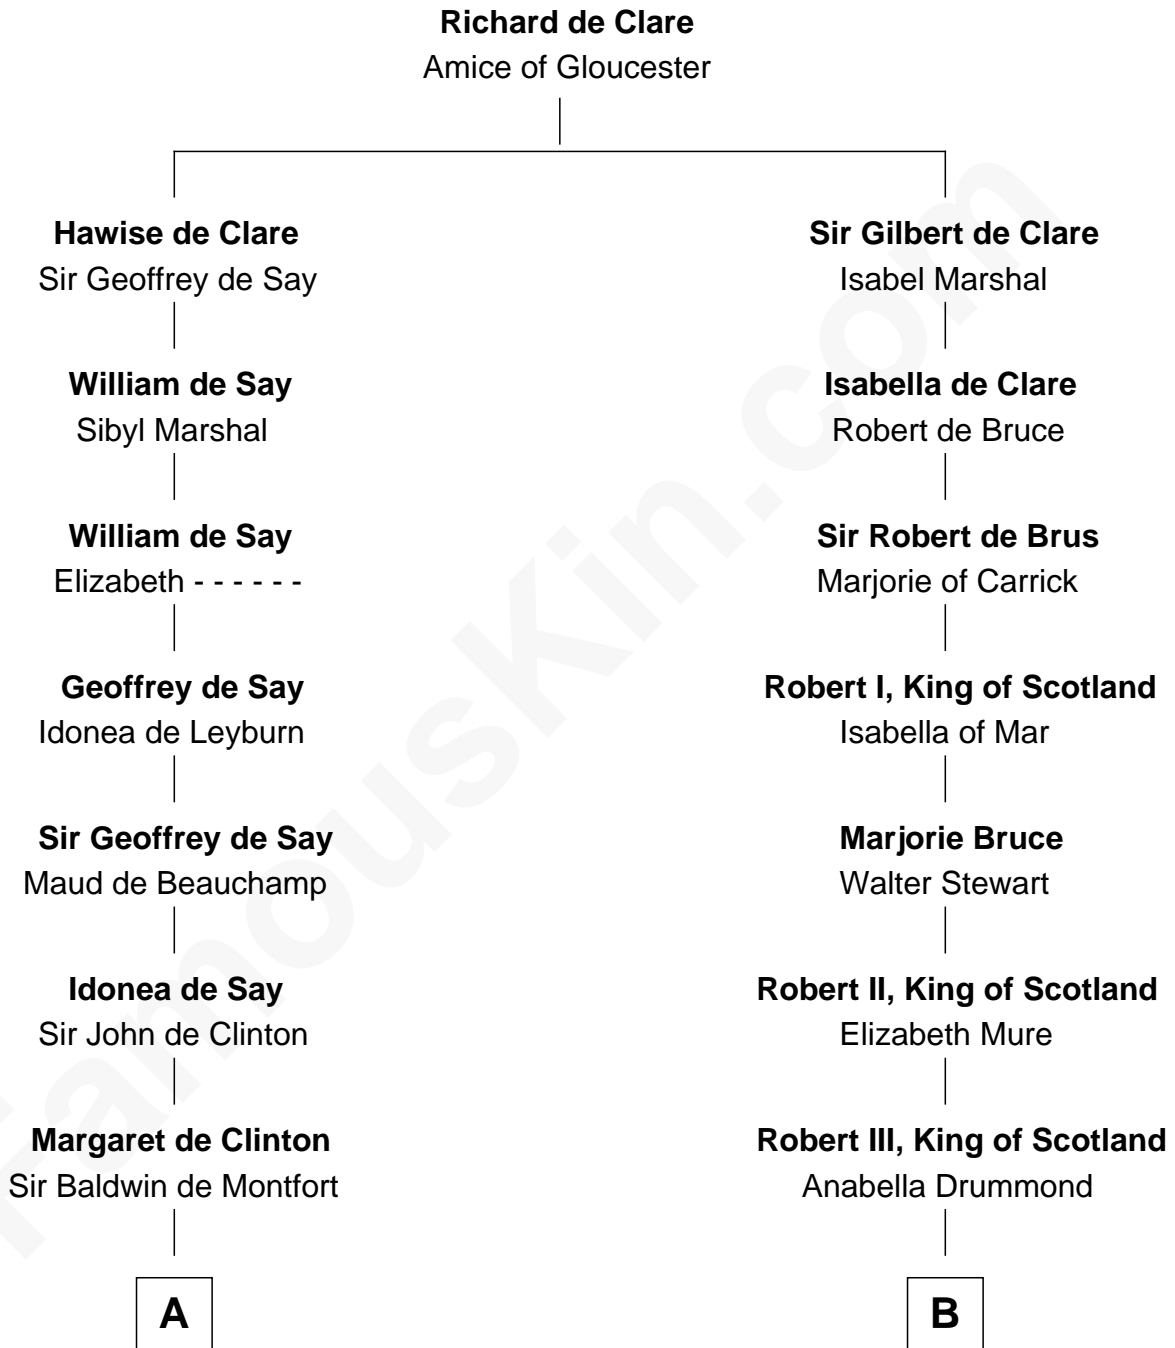 Richard de Clare
Amice of Gloucester
Hawise de Clare
Sir Geoffrey de Say
William de Say
Sibyl Marshal
William de Say
Elizabeth - - - - - -
Geoffrey de Say
Idonea de Leyburn
Sir Geoffrey de Say
Maud de Beauchamp
Idonea de Say
Sir John de Clinton
Margaret de Clinton
Sir Baldwin de Montfort
A
Sir Gilbert de Clare
Isabel Marshal
Isabella de Clare
Robert de Bruce
Sir Robert de Brus
Marjorie of Carrick
Robert I, King of Scotland
Isabella of Mar
Marjorie Bruce
Walter Stewart
Robert II, King of Scotland
Elizabeth Mure
Robert III, King of Scotland
Anabella Drummond
B
FamousKin.com